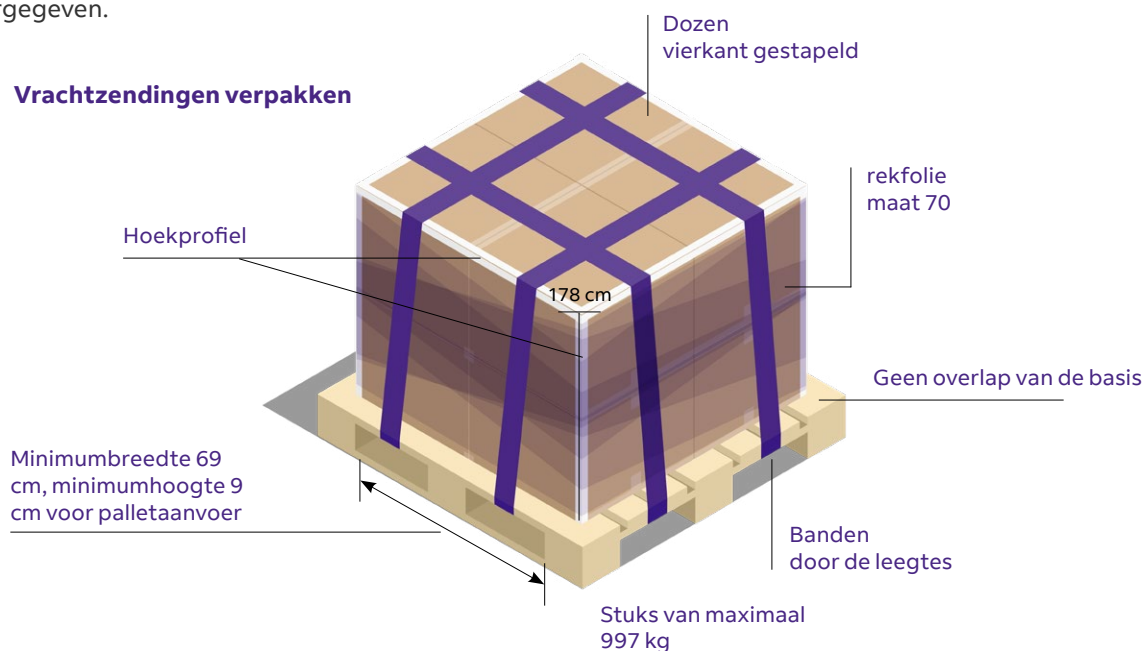 rgegeven.
Dozen
vierkant gestapeld
Vrachtzendingen verpakken
rekfolie
maat 70
Hoekprofiel
178 cm
Geen overlap van de basis
Minimumbreedte 69
cm, minimumhoogte 9
cm voor palletaanvoer
Banden
door de leegtes
Stuks van maximaal
997 kg